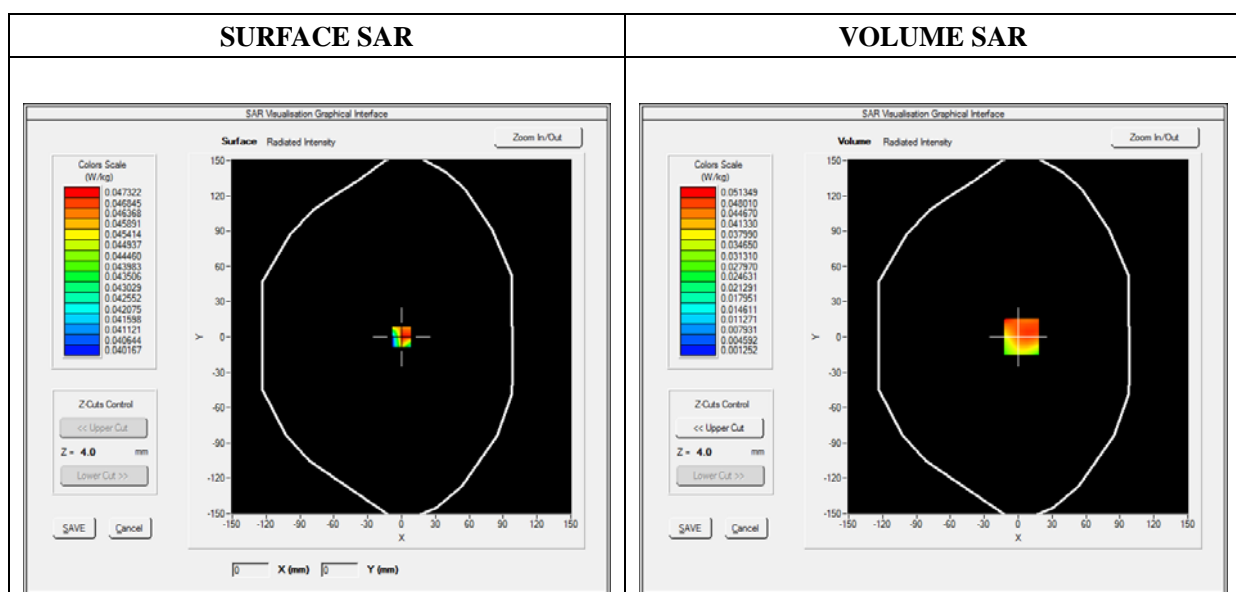 SURFACE SAR
VOLUME SAR
SAR Visualisation Graphical Interface
Surface Radiated Intensity
Zoom In/Out
Colors Scale
(W/kg)
0.047322
0.046845
0.046368
0.045891
0.045414
0.044937
0.044460
0.043983
0.043506
0.043029
0.042552
0.042075
0.041598
0.041121
0.040644
0.040167
Z-Cuts Control
<< Upper Cut
Z = 4.0 mm
Lower Cut >>
SAVE Cancel
150
120
90
60
30
Y 0
-30
-60
-90
-120
-150
-150 -120 -90 -60 -30 0 30 60 90 120 150
X
0 X (mm) 0 Y (mm)
SAR Visualisation Graphical Interface
Volume Radiated Intensity
Zoom In/Out
Colors Scale
(W/kg)
0.051349
0.048010
0.044670
0.041330
0.037990
0.034650
0.031310
0.027970
0.024631
0.021291
0.017951
0.014611
0.011271
0.007931
0.004592
0.001252
Z-Cuts Control
<< Upper Cut
Z = 4.0 mm
Lower Cut >>
SAVE Cancel
150
120
90
60
30
Y 0
-30
-60
-90
-120
-150
-150 -120 -90 -60 -30 0 30 60 90 120 150
X